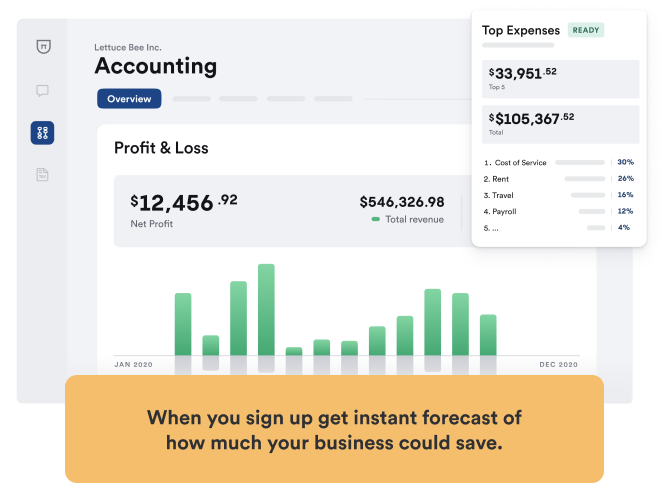 Lettuce Bee Inc.
Accounting
Overview
Profit & Loss
$12,456.92
Net Profit
$546,326.98
Total revenue
JAN 2020
DEC 2020
Top Expenses
READY
$33,951.52
Top 5
$105,367.52
Total
1. Cost of Service 30%
2. Rent 26%
3. Travel 16%
4. Payroll 12%
5. ... 4%
When you sign up get instant forecast of
how much your business could save.